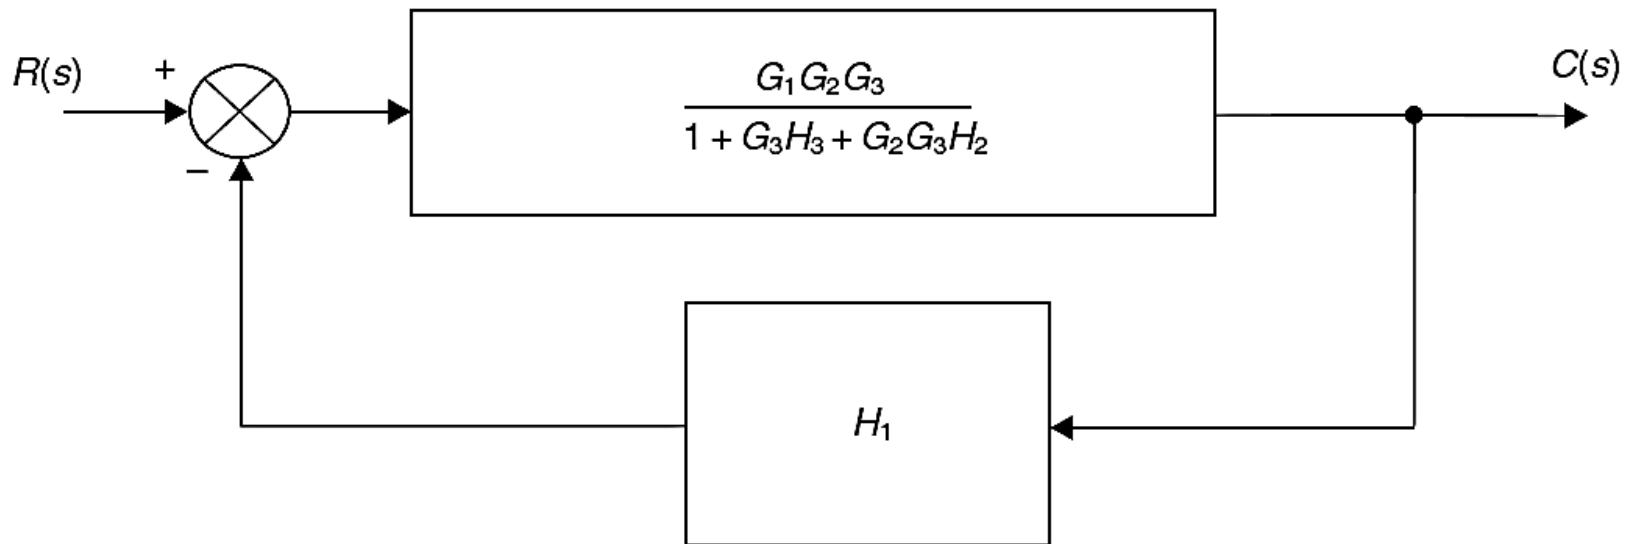 R(s)
+
G₁G₂G₃
1 + G₃H₃ + G₂G₃H₂
C(s)
–
H₁